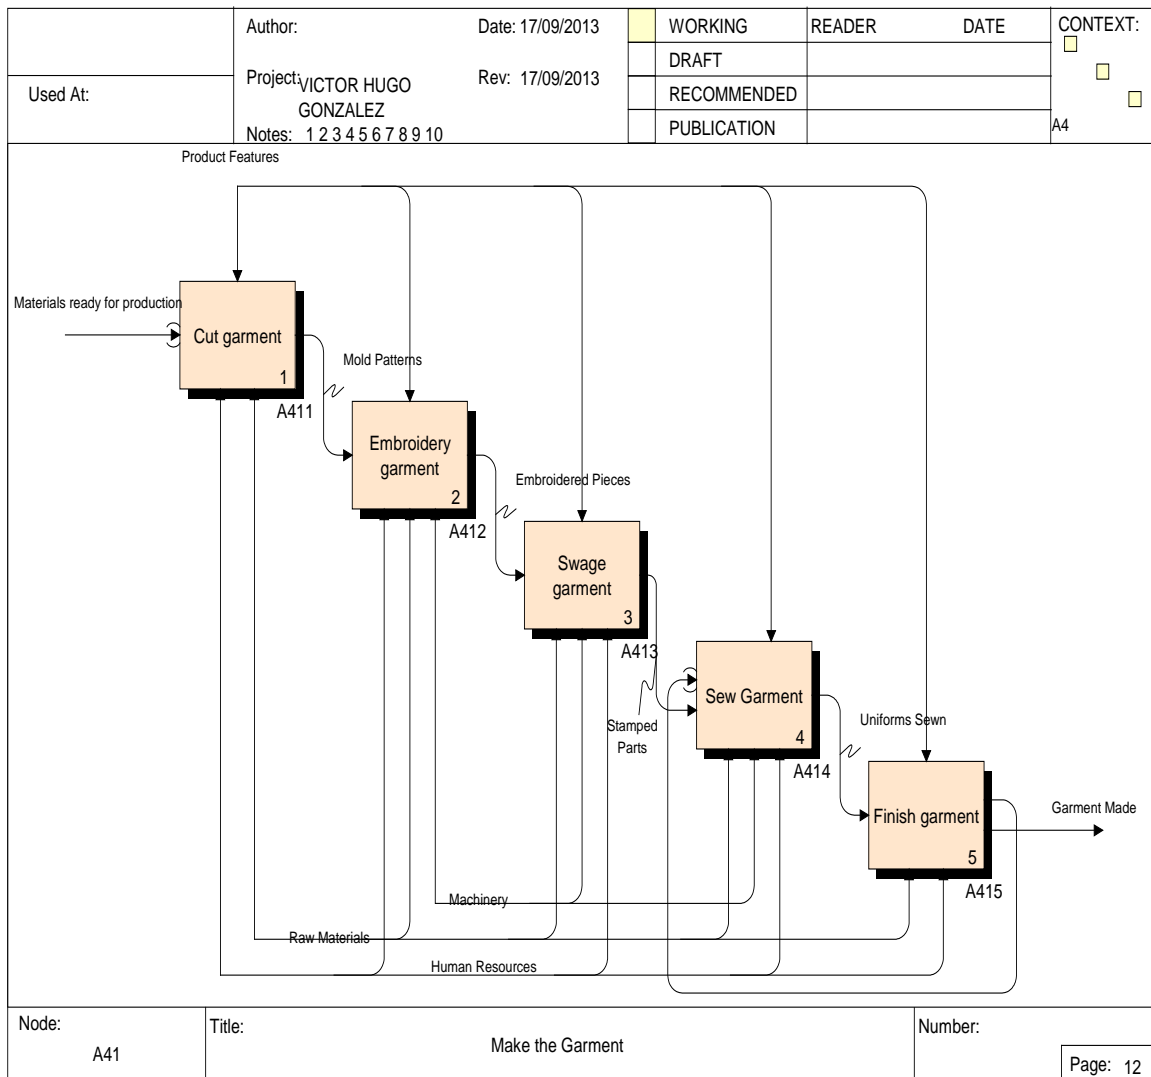 Used At:
Author:
Date: 17/09/2013
Project:
VICTOR HUGO
GONZALEZ
Rev: 17/09/2013
Notes: 1 2 3 4 5 6 7 8 9 10
WORKING
DRAFT
RECOMMENDED
PUBLICATION
READER
DATE
CONTEXT:
A4
Product Features
Materials ready for production
Cut garment
1
A411
Mold Patterns
Embroidery
garment
2
A412
Embroidered Pieces
Swage
garment
3
A413
Stamped
Parts
Sew Garment
4
A414
Uniforms Sewn
Finish garment
5
A415
Garment Made
Machinery
Raw Materials
Human Resources
Node:
A41
Title:
Make the Garment
Number:
Page: 12